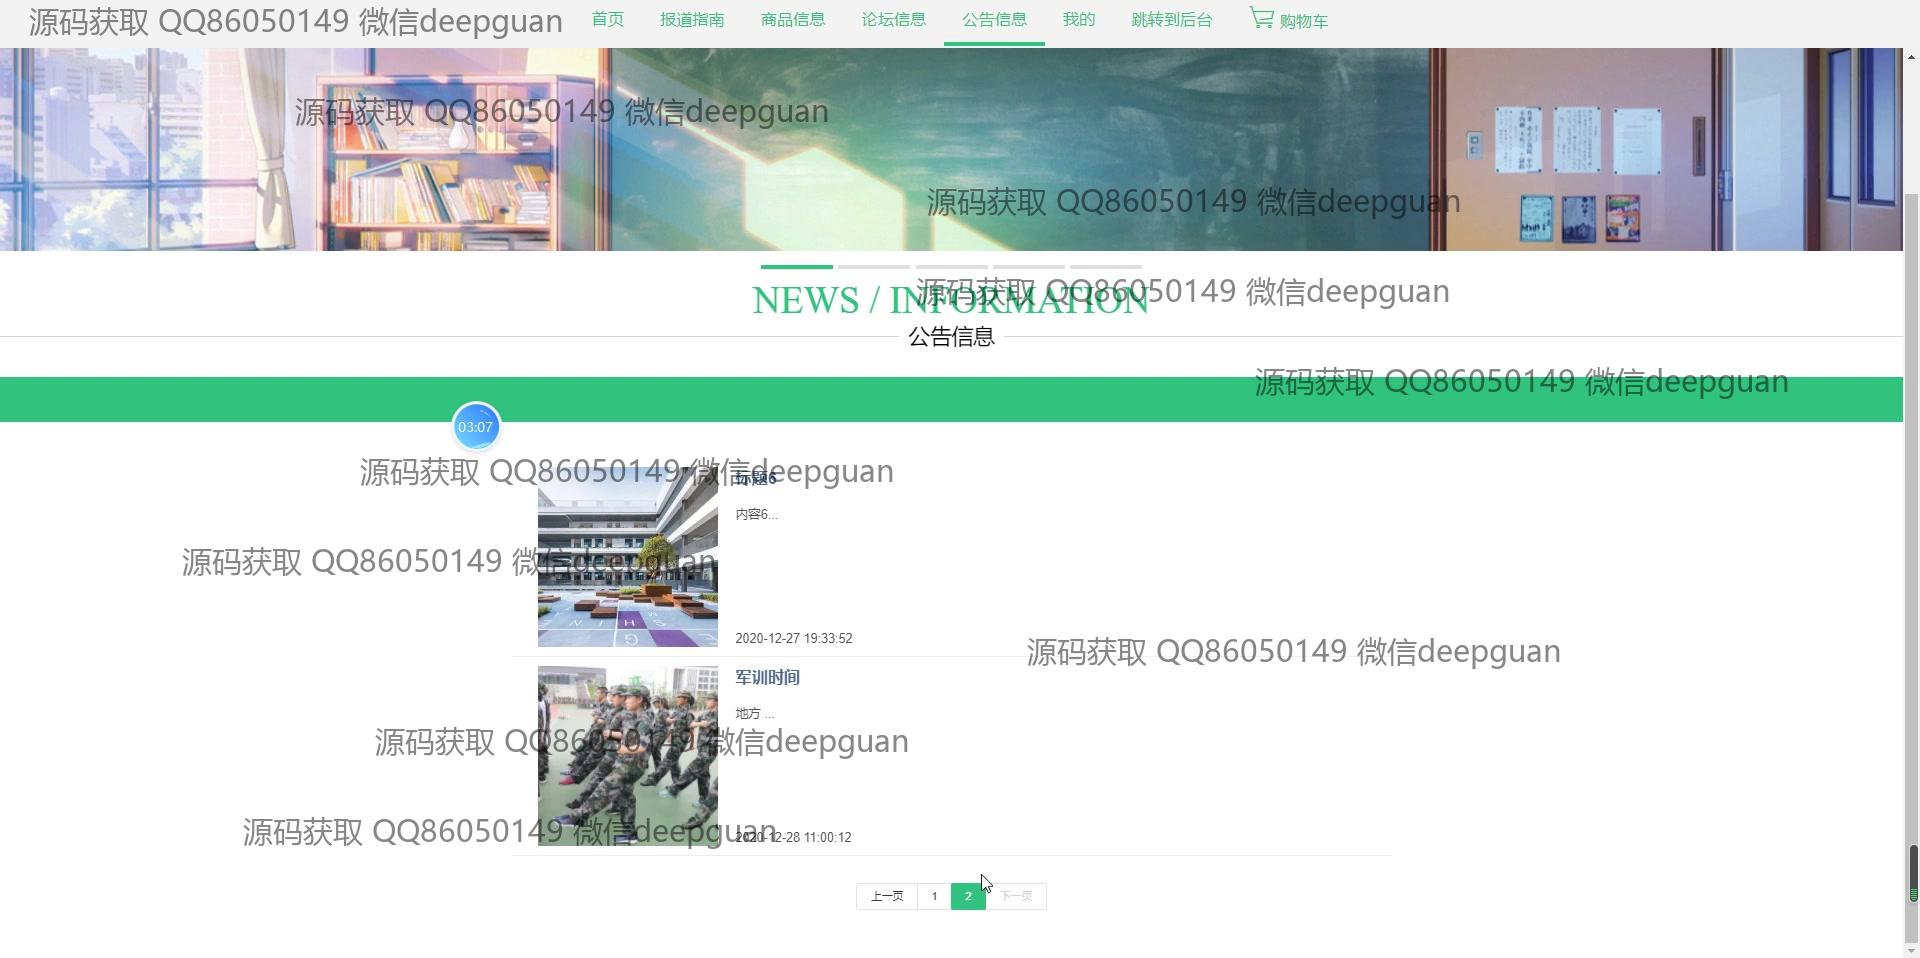 源码获取 QQ86050149 微信deepguan
首页 报道指南 商品信息 论坛信息 公告信息 我的 跳转到后台 购物车
源码获取 QQ86050149 微信deepguan
源码获取 QQ86050149 微信deepguan
NEWS / INFORMATION
源码获取 QQ86050149 微信deepguan
公告信息
源码获取 QQ86050149 微信deepguan
03:07
源码获取 QQ86050149 微信deepguan
标题6
内容6...
源码获取 QQ86050149 微信deepguan
2020-12-27 19:33:52
源码获取 QQ86050149 微信deepguan
军训时间
地方 ...
源码获取 QQ86050149 微信deepguan
源码获取 QQ86050149 微信deepguan
2020-12-28 11:00:12
上一页 1 2 下一页